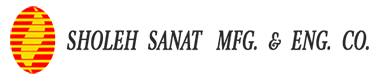 SHOLEH SANAT MFG. & ENG. CO.